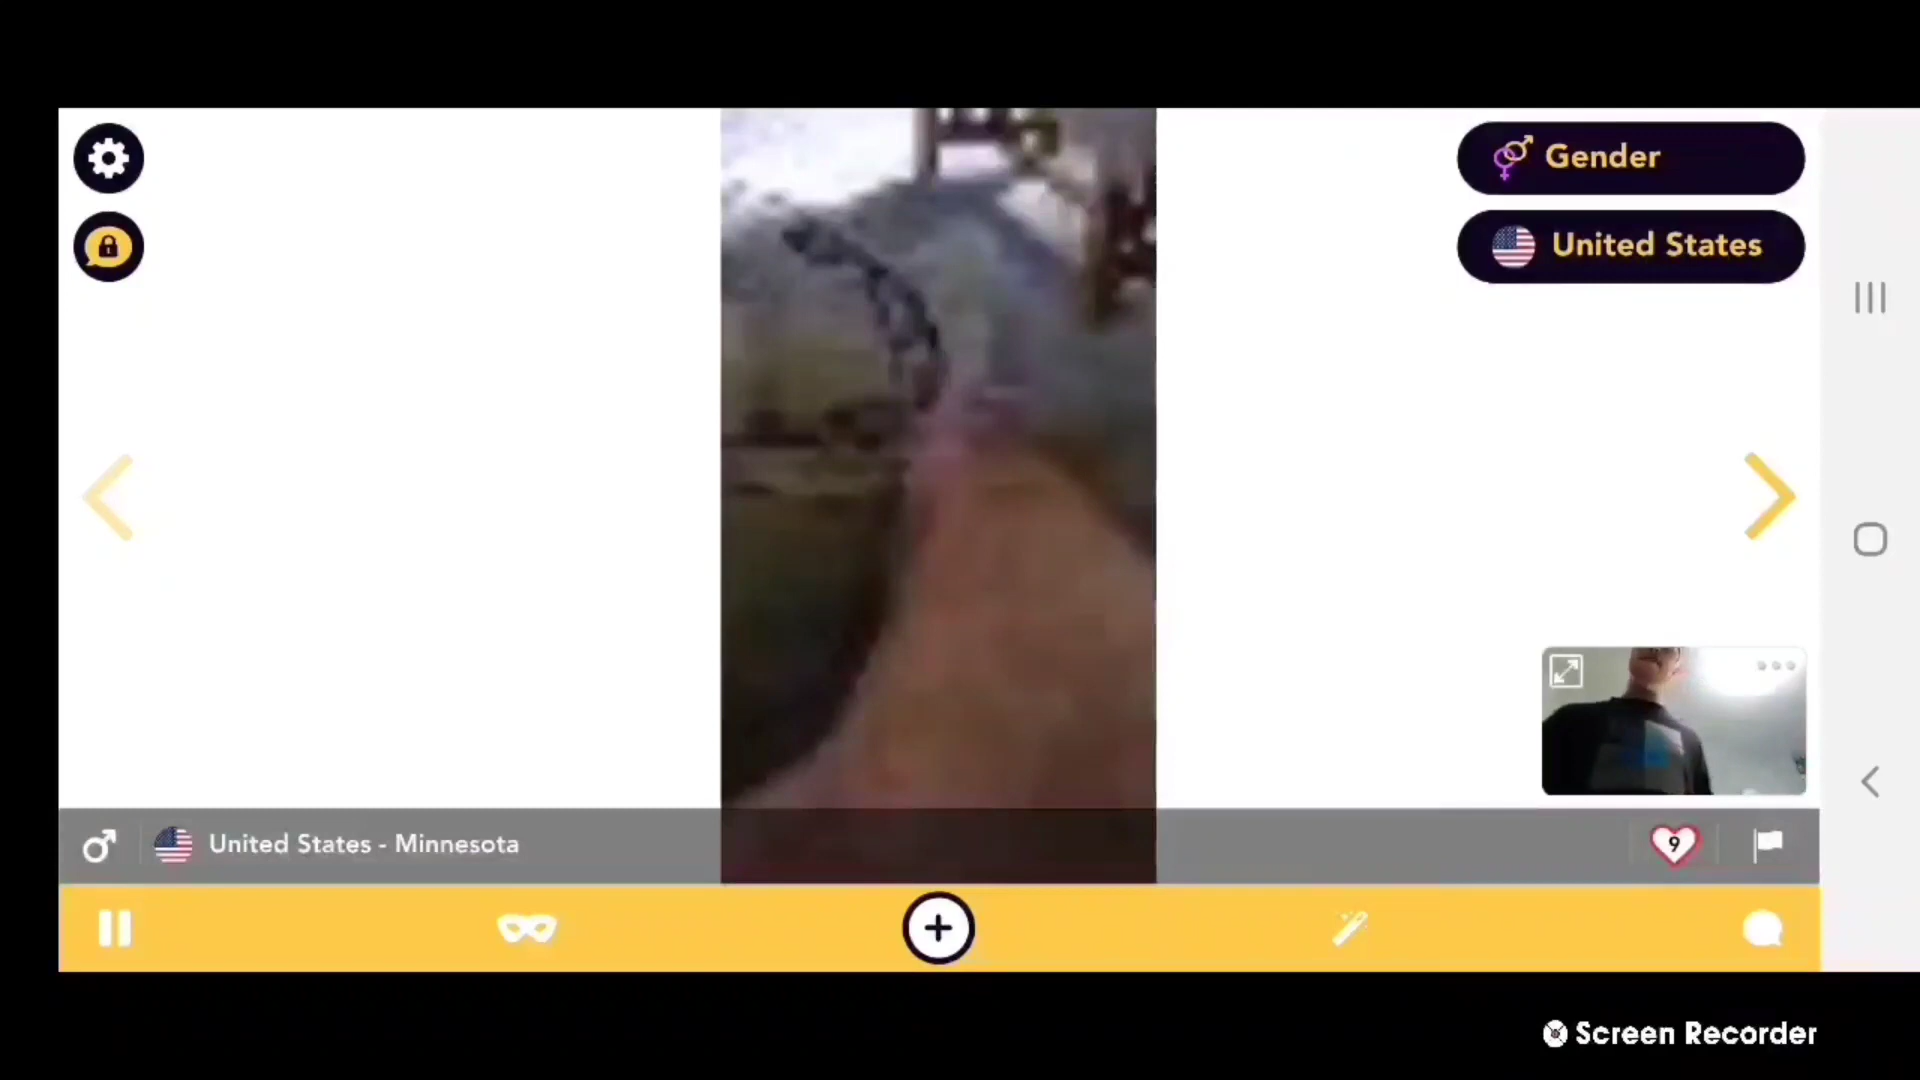 Gender
United States
United States - Minnesota
9
Screen Recorder